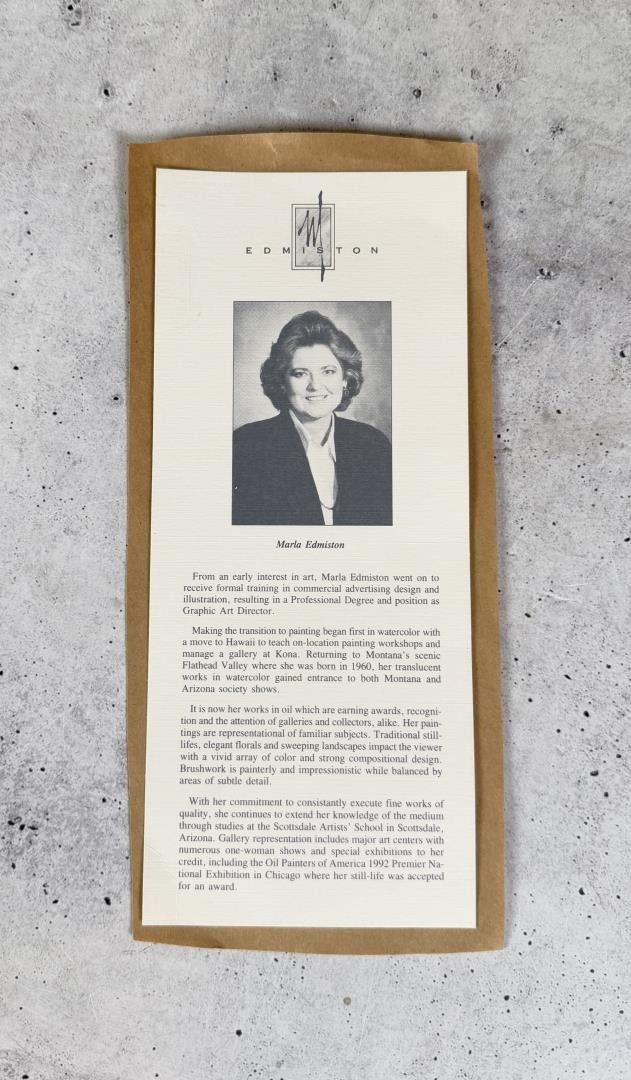 M
EDMISTON
Marla Edmiston
From an early interest in art, Marla Edmiston went on to
receive formal training in commercial advertising design and
illustration, resulting in a Professional Degree and position as
Graphic Art Director.
Making the transition to painting began first in watercolor with
a move to Hawaii to teach on-location painting workshops and
manage a gallery at Kona. Returning to Montana's scenic
Flathead Valley where she was born in 1960, her translucent
works in watercolor gained entrance to both Montana and
Arizona society shows.
It is now her works in oil which are earning awards, recogni-
tion and the attention of galleries and collectors, alike. Her pain-
tings are representational of familiar subjects. Traditional still-
lifes, elegant florals and sweeping landscapes impact the viewer
with a vivid array of color and strong compositional design.
Brushwork is painterly and impressionistic while balanced by
areas of subtle detail.
With her commitment to consistantly execute fine works of
quality, she continues to extend her knowledge of the medium
through studies at the Scottsdale Artists' School in Scottsdale,
Arizona. Gallery representation includes major art centers with
numerous one-woman shows and special exhibitions to her
credit, including the Oil Painters of America 1992 Premier Na-
tional Exhibition in Chicago where her still-life was accepted
for an award.